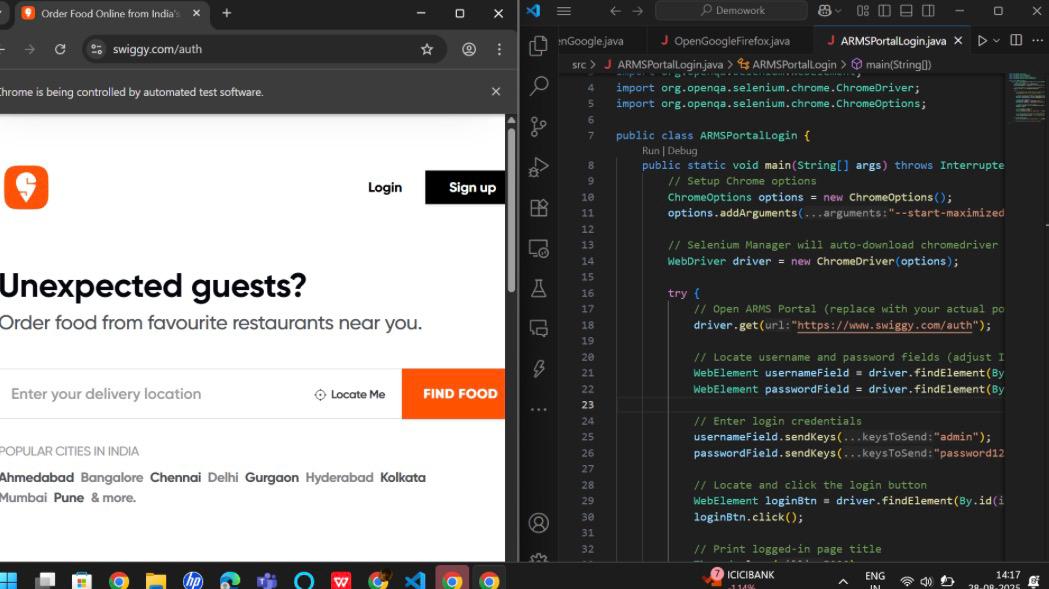 Order Food Online from India's
swiggy.com/auth
Chrome is being controlled by automated test software.
Login
Sign up
Unexpected guests?
Order food from favourite restaurants near you.
Enter your delivery location
Locate Me
FIND FOOD
POPULAR CITIES IN INDIA
Ahmedabad Bangalore Chennai Delhi Gurgaon Hyderabad Kolkata
Mumbai Pune & more.
Demowork
enGoogle.java
OpenGoogleFirefox.java
ARMSPortalLogin.java
src > ARMSPortalLogin.java > ARMSPortalLogin > main(String[])
import org.openqa.selenium.WebElement;
4 import org.openqa.selenium.chrome.ChromeDriver;
5 import org.openqa.selenium.chrome.ChromeOptions;
6
7 public class ARMSPortalLogin {
Run | Debug
8 public static void main(String[] args) throws Interrupte
9 // Setup Chrome options
10 ChromeOptions options = new ChromeOptions();
11 options.addArguments(...arguments:"--start-maximized
12
13 // Selenium Manager will auto-download chromedriver
14 WebDriver driver = new ChromeDriver(options);
15
16 try {
17 // Open ARMS Portal (replace with your actual po
18 driver.get(url:"https://www.swiggy.com/auth");
19
20 // Locate username and password fields (adjust I
21 WebElement usernameField = driver.findElement(By
22 WebElement passwordField = driver.findElement(By
23
24 // Enter login credentials
25 usernameField.sendKeys(...keysToSend:"admin");
26 passwordField.sendKeys(...keysToSend:"password12
27
28 // Locate and click the login button
29 WebElement loginBtn = driver.findElement(By.id(i
30 loginBtn.click();
31
32 // Print logged-in page title
7
ICICIBANK
-1.14%
ENG
IN
14:17
28-08-2025